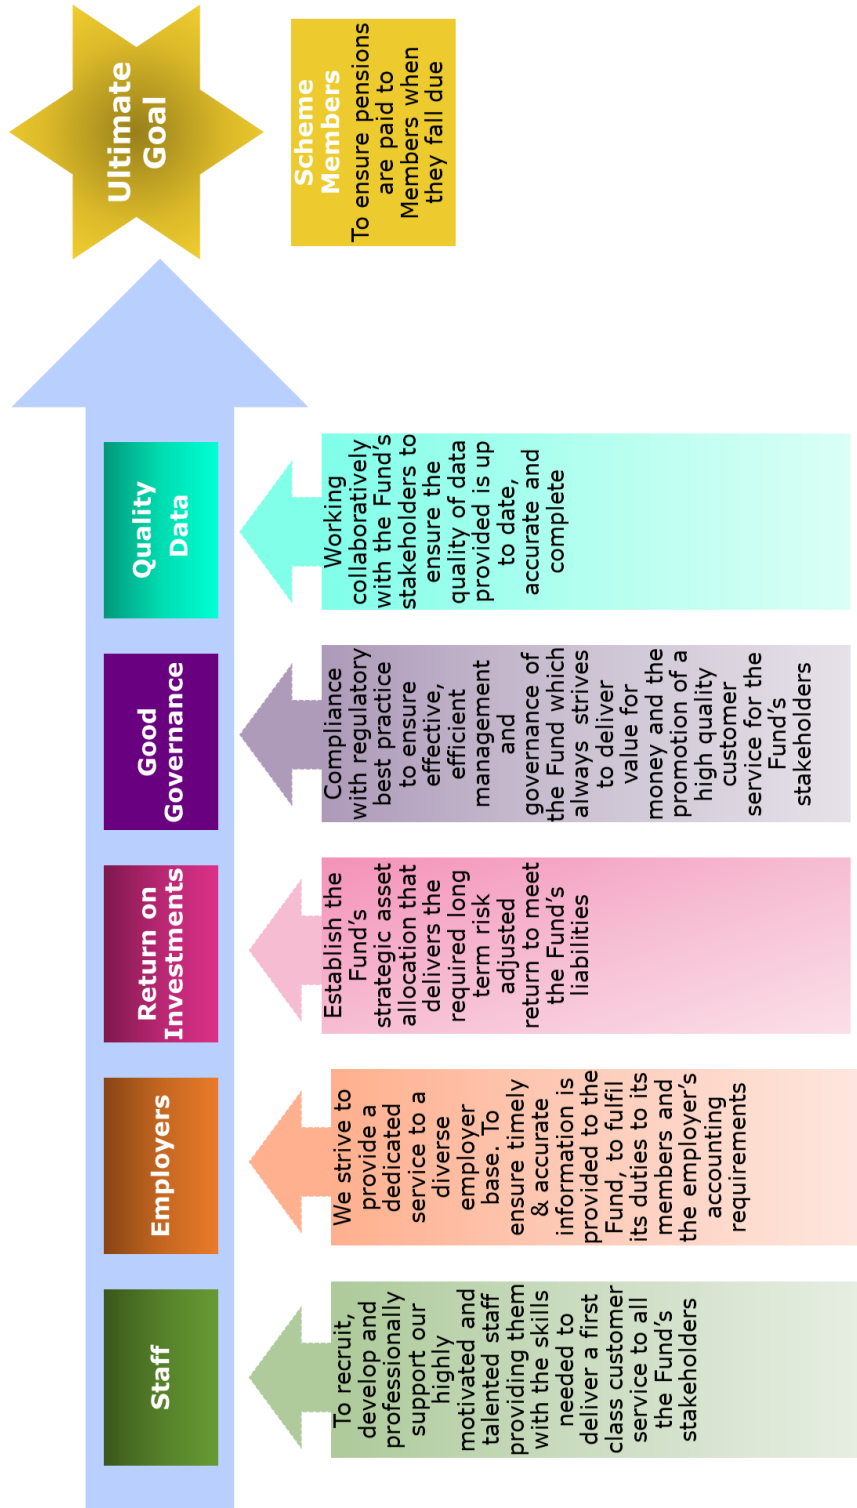 Staff
Employers
Return on
Investments
Good
Governance
Quality
Data
Ultimate
Goal
To recruit,
develop and
professionally
support our
highly
motivated and
talented staff
providing them
with the skills
needed to
deliver a first
class customer
service to all
the Fund's
stakeholders
We strive to
provide a
dedicated
service to a
diverse
employer
base. To
ensure timely
& accurate
information is
provided to the
Fund, to fulfil
its duties to its
members and
the employer's
accounting
requirements
Establish the
Fund's
strategic asset
allocation that
delivers the
required long
term risk
adjusted
return to meet
the Fund's
liabilities
Compliance
with regulatory
best practice
to ensure
effective,
efficient
management
and
governance of
the Fund which
always strives
to deliver
value for
money and the
promotion of a
high quality
customer
service for the
Fund's
stakeholders
Working
collaboratively
with the Fund's
stakeholders to
ensure the
quality of data
provided is up
to date,
accurate and
complete
Scheme
Members
To ensure pensions
are paid to
Members when
they fall due